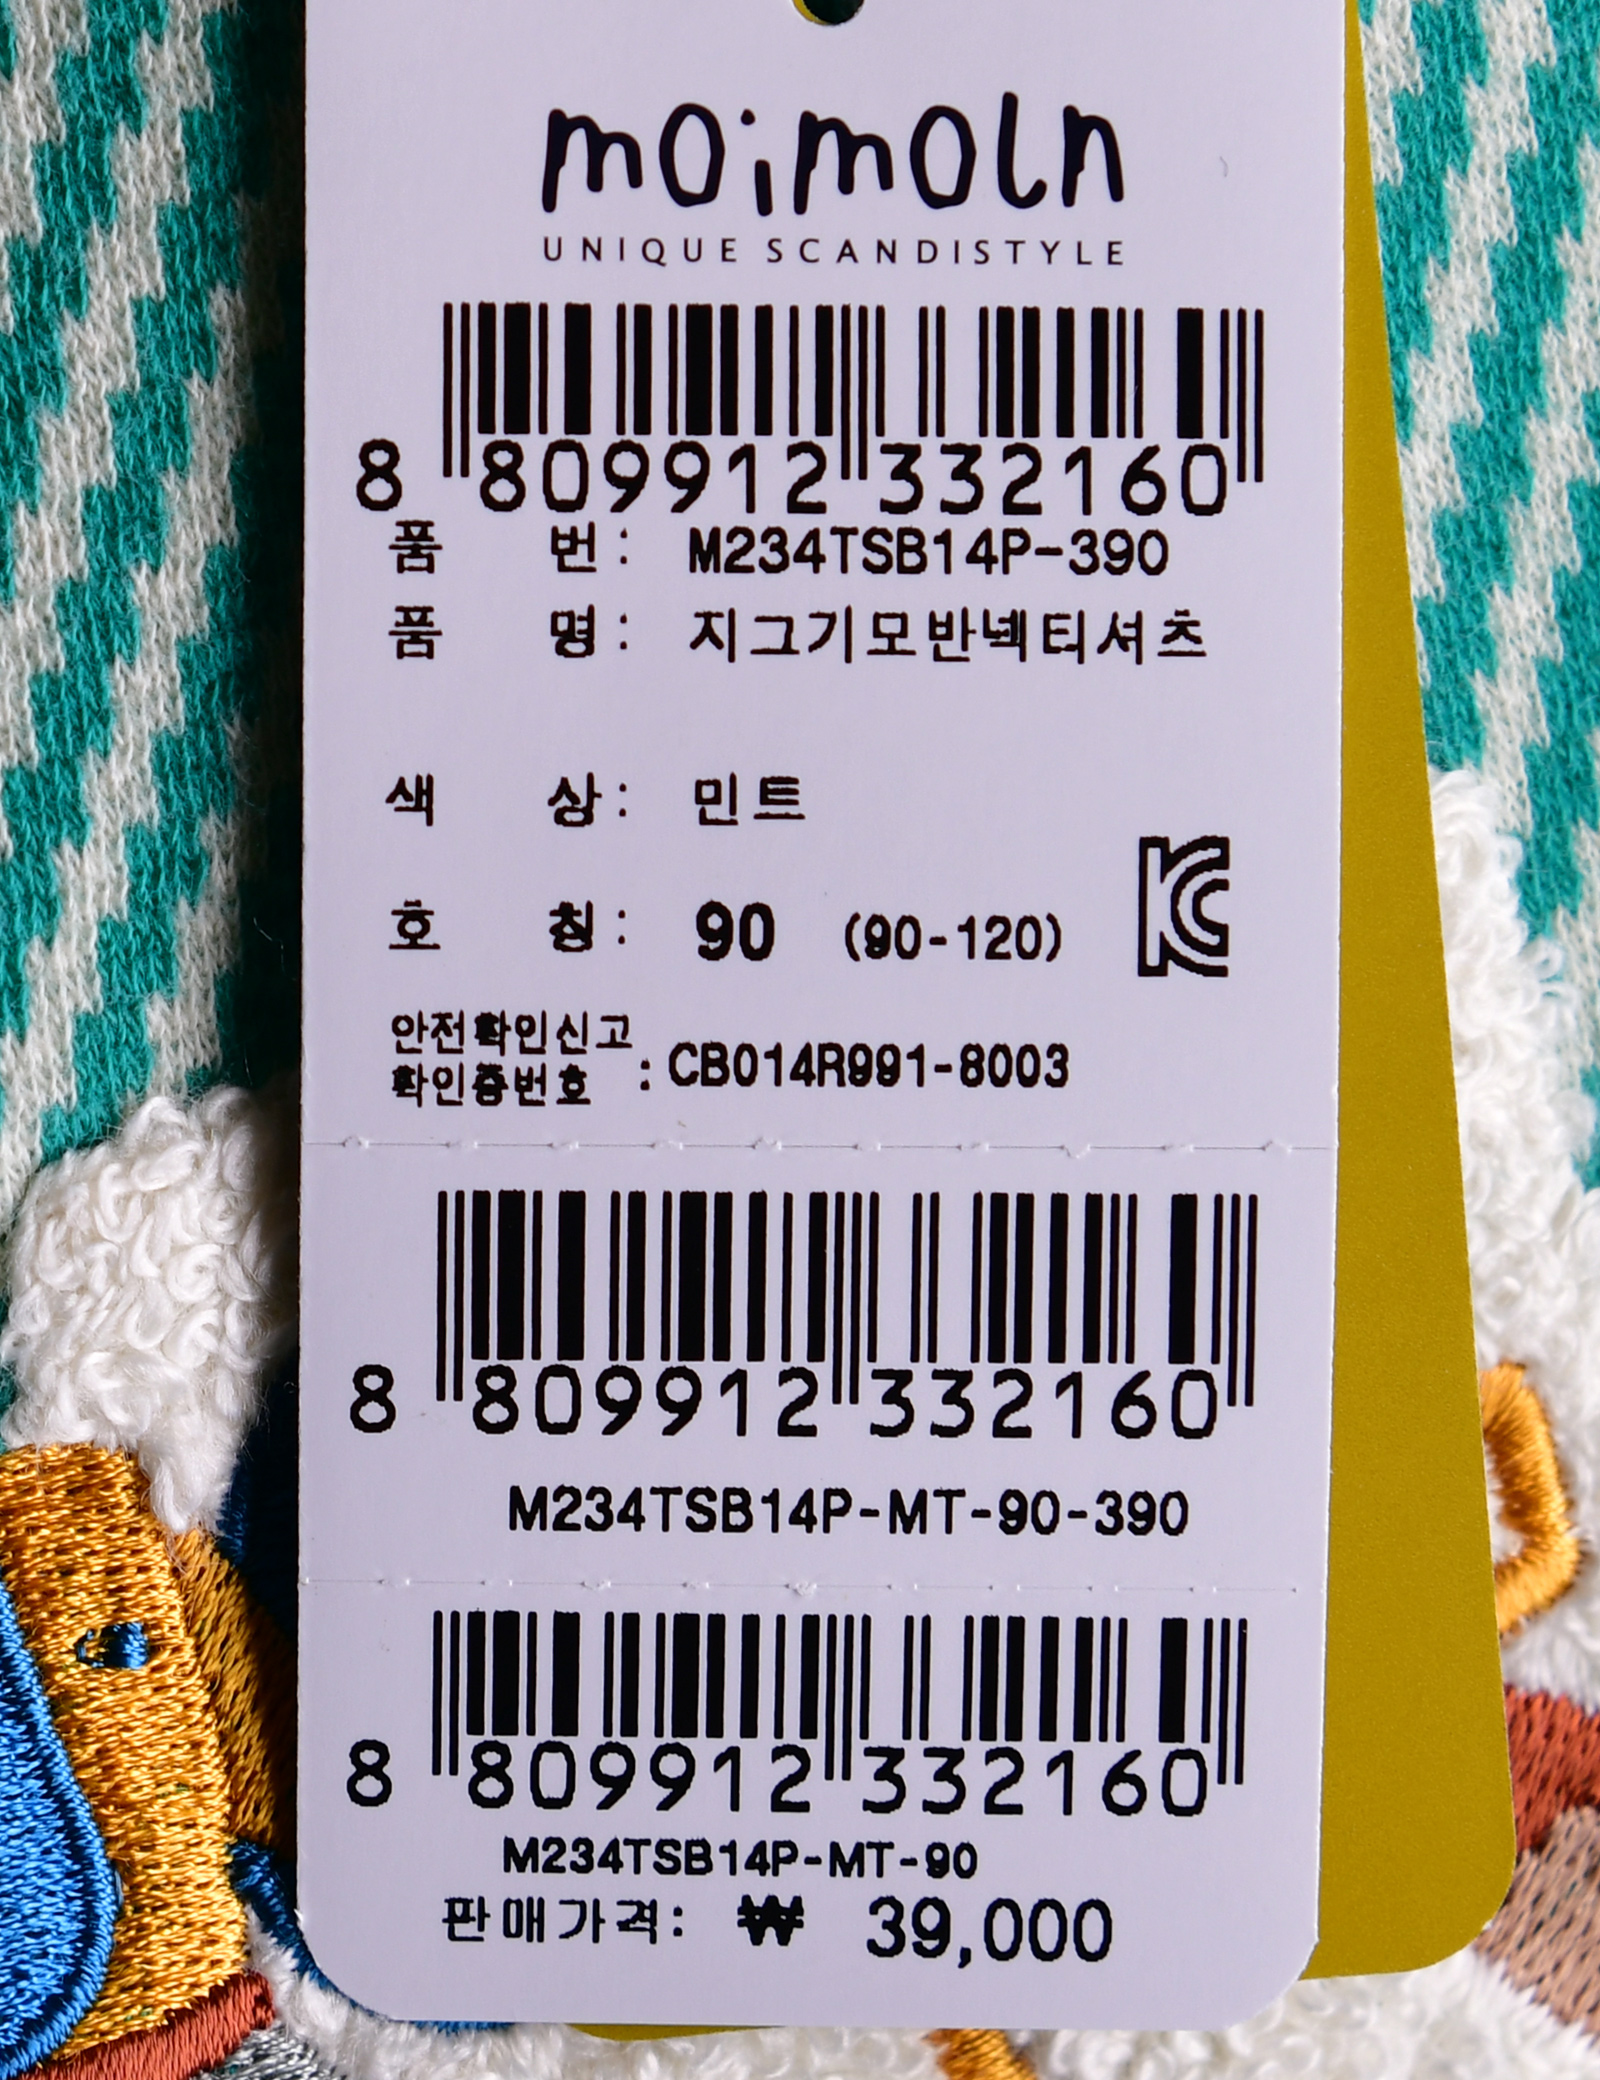 moimoln
UNIQUE SCANDISTYLE
8 809912 332160
품 번: M234TSB14P-390
품 명: 지그기모반넥티셔츠
색 상: 민트
호 칭: 90 (90-120)
안전확인신고
확인증번호 : CB014R991-8003
8 809912 332160
M234TSB14P-MT-90-390
8 809912 332160
M234TSB14P-MT-90
판매가격: ₩ 39,000